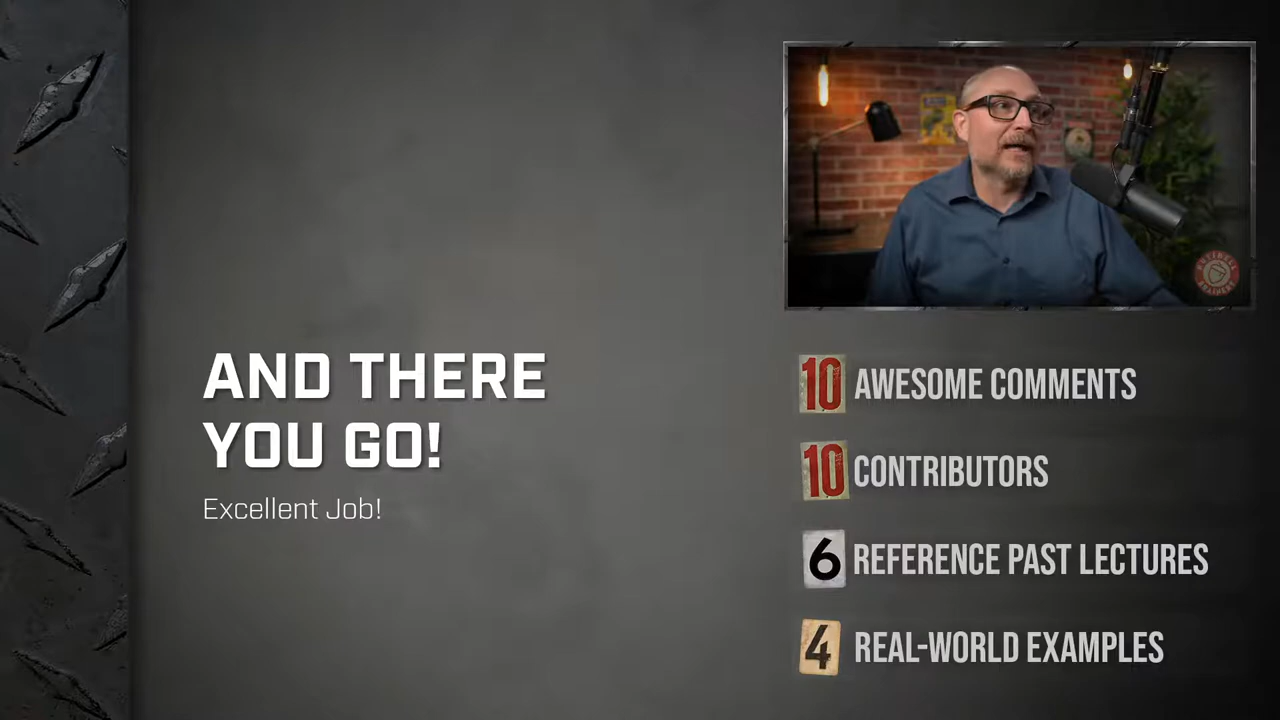 AND THERE
YOU GO!
Excellent Job!
10 AWESOME COMMENTS
10 CONTRIBUTORS
6 REFERENCE PAST LECTURES
4 REAL-WORLD EXAMPLES